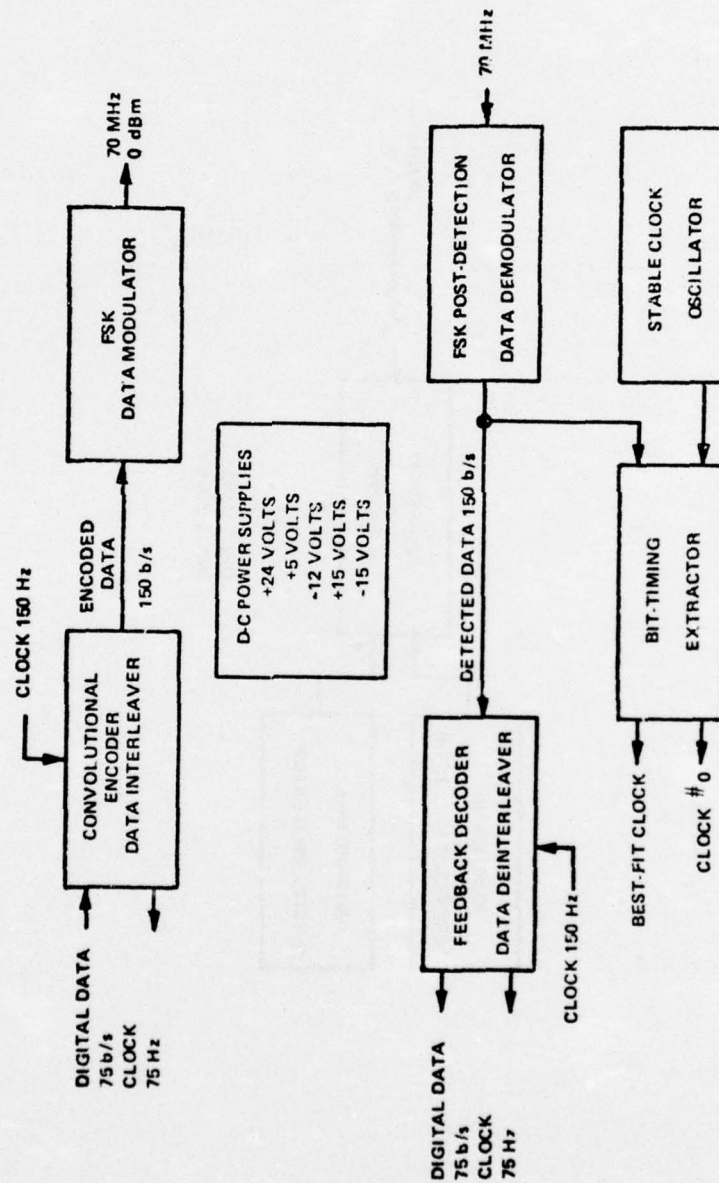 CLOCK 150 Hz
DIGITAL DATA
75 b/s
CLOCK
75 Hz
CONVOLUTIONAL
ENCODER
DATA INTERLEAVER
ENCODED
DATA
150 b/s
FSK
DATA MODULATOR
70 MHz
0 dBm
D-C POWER SUPPLIES
+24 VOLTS
+5 VOLTS
-12 VOLTS
+15 VOLTS
-15 VOLTS
DIGITAL DATA
75 b/s
CLOCK
75 Hz
FEEDBACK DECODER
DATA DEINTERLEAVER
CLOCK 150 Hz
DETECTED DATA 150 b/s
FSK POST-DETECTION
DATA DEMODULATOR
70 MHz
BEST-FIT CLOCK
CLOCK #0
BIT-TIMING
EXTRACTOR
STABLE CLOCK
OSCILLATOR